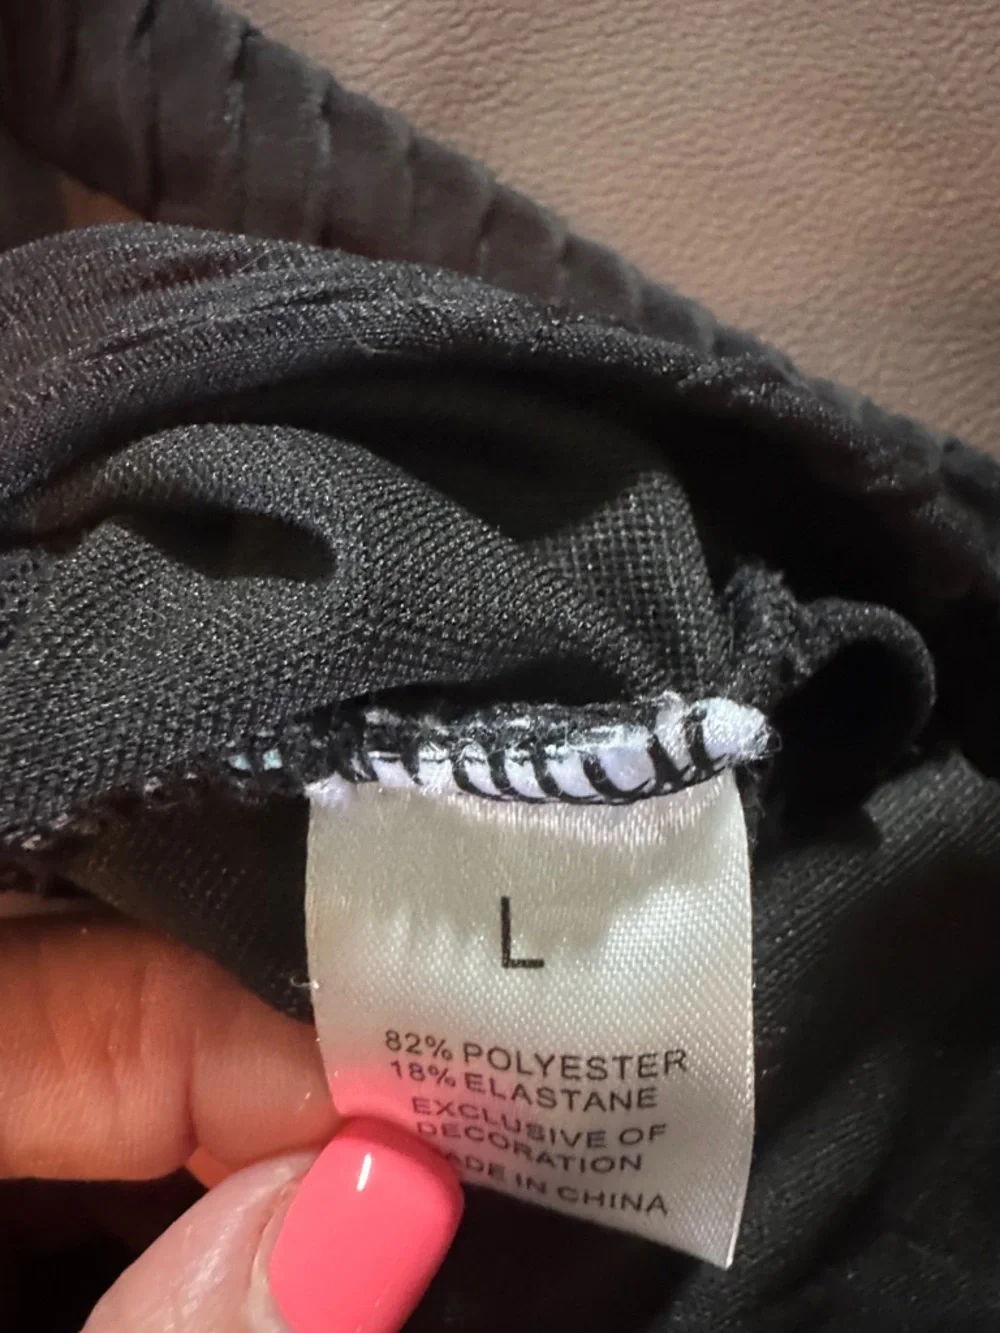 L
82% POLYESTER
18% ELASTANE
EXCLUSIVE OF
DECORATION
ADE IN CHINA